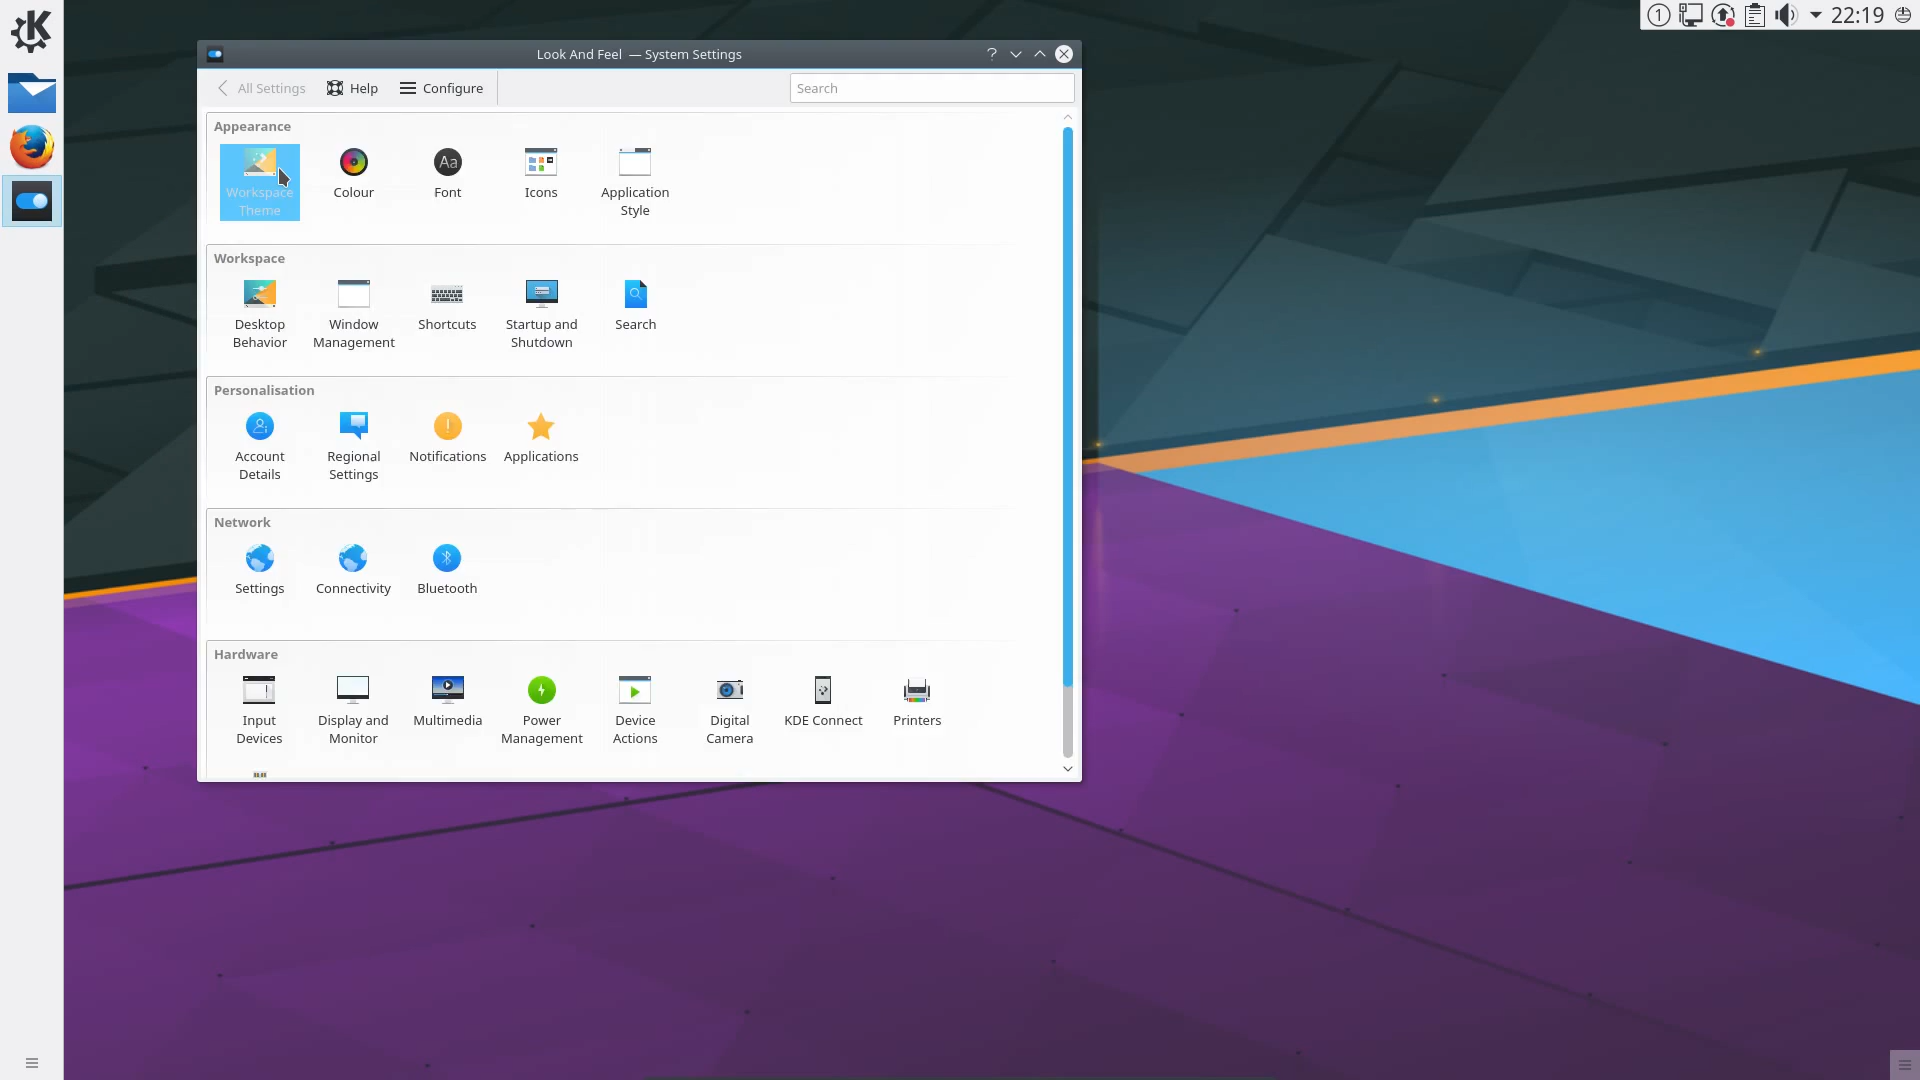 1 22:19
Look And Feel — System Settings
All Settings Help Configure Search
Appearance
Workspace Theme
Colour
Font
Icons
Application Style
Workspace
Desktop Behavior
Window Management
Shortcuts
Startup and Shutdown
Search
Personalisation
Account Details
Regional Settings
Notifications
Applications
Network
Settings
Connectivity
Bluetooth
Hardware
Input Devices
Display and Monitor
Multimedia
Power Management
Device Actions
Digital Camera
KDE Connect
Printers